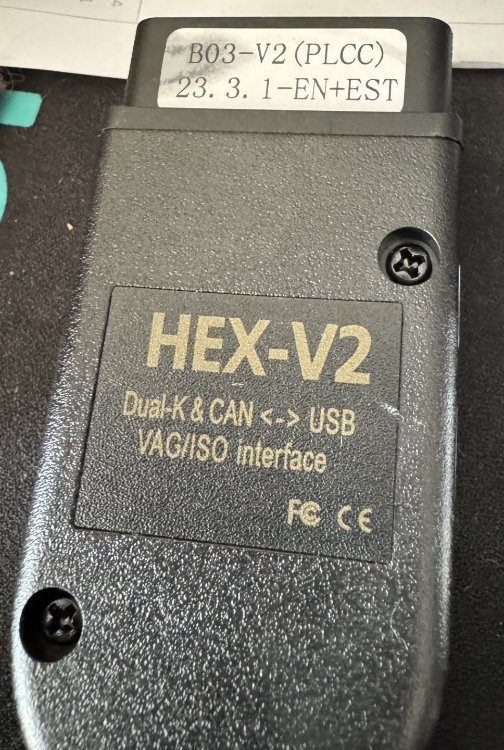 B03-V2(PLCC)
23.3.1-EN+EST
HEX-V2
Dual-K & CAN <-> USB
VAG/ISO interface
FC CE